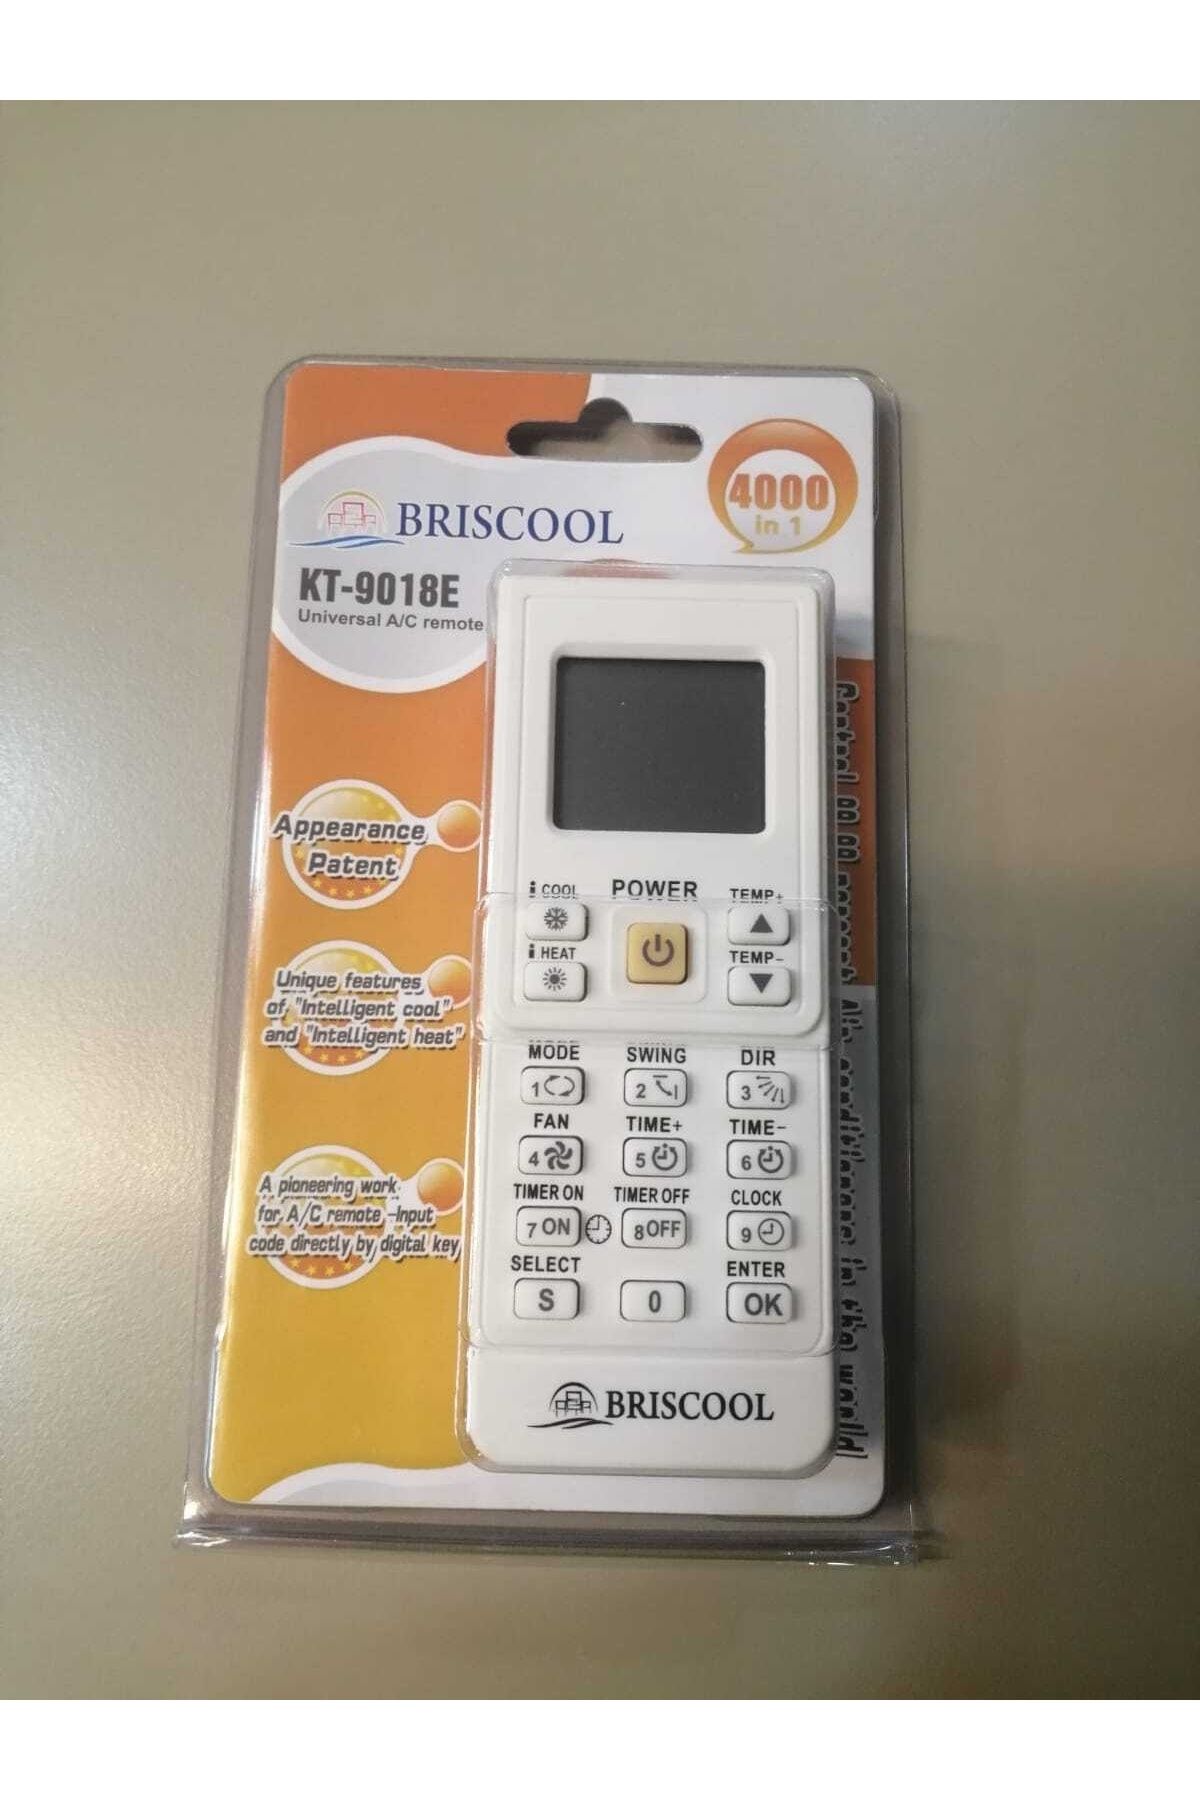 BRISCOOL
4000
in 1
KT-9018E
Universal A/C remote
Appearance
Patent
Unique features
of "Intelligent cool"
and "Intelligent heat"
A pioneering work
for A/C remote -Input
code directly by digital key
i COOL
POWER
TEMP+
i HEAT
TEMP-
MODE
SWING
DIR
1
2
3
FAN
TIME+
TIME-
4
5
6
TIMER ON
TIMER OFF
CLOCK
7 ON
8 OFF
9
SELECT
ENTER
S
0
OK
BRISCOOL